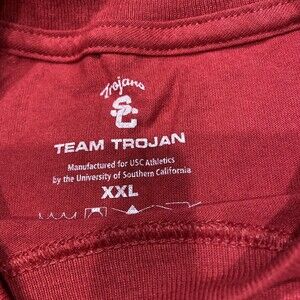 Trojans
SC
TEAM TROJAN
Manufactured for USC Athletics
by the University of Southern California
XXL